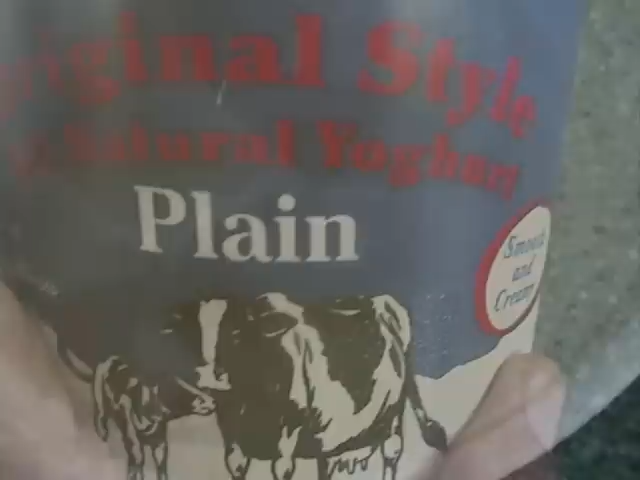 Original Style
Natural Yoghurt
Plain
Smooth
and
Creamy